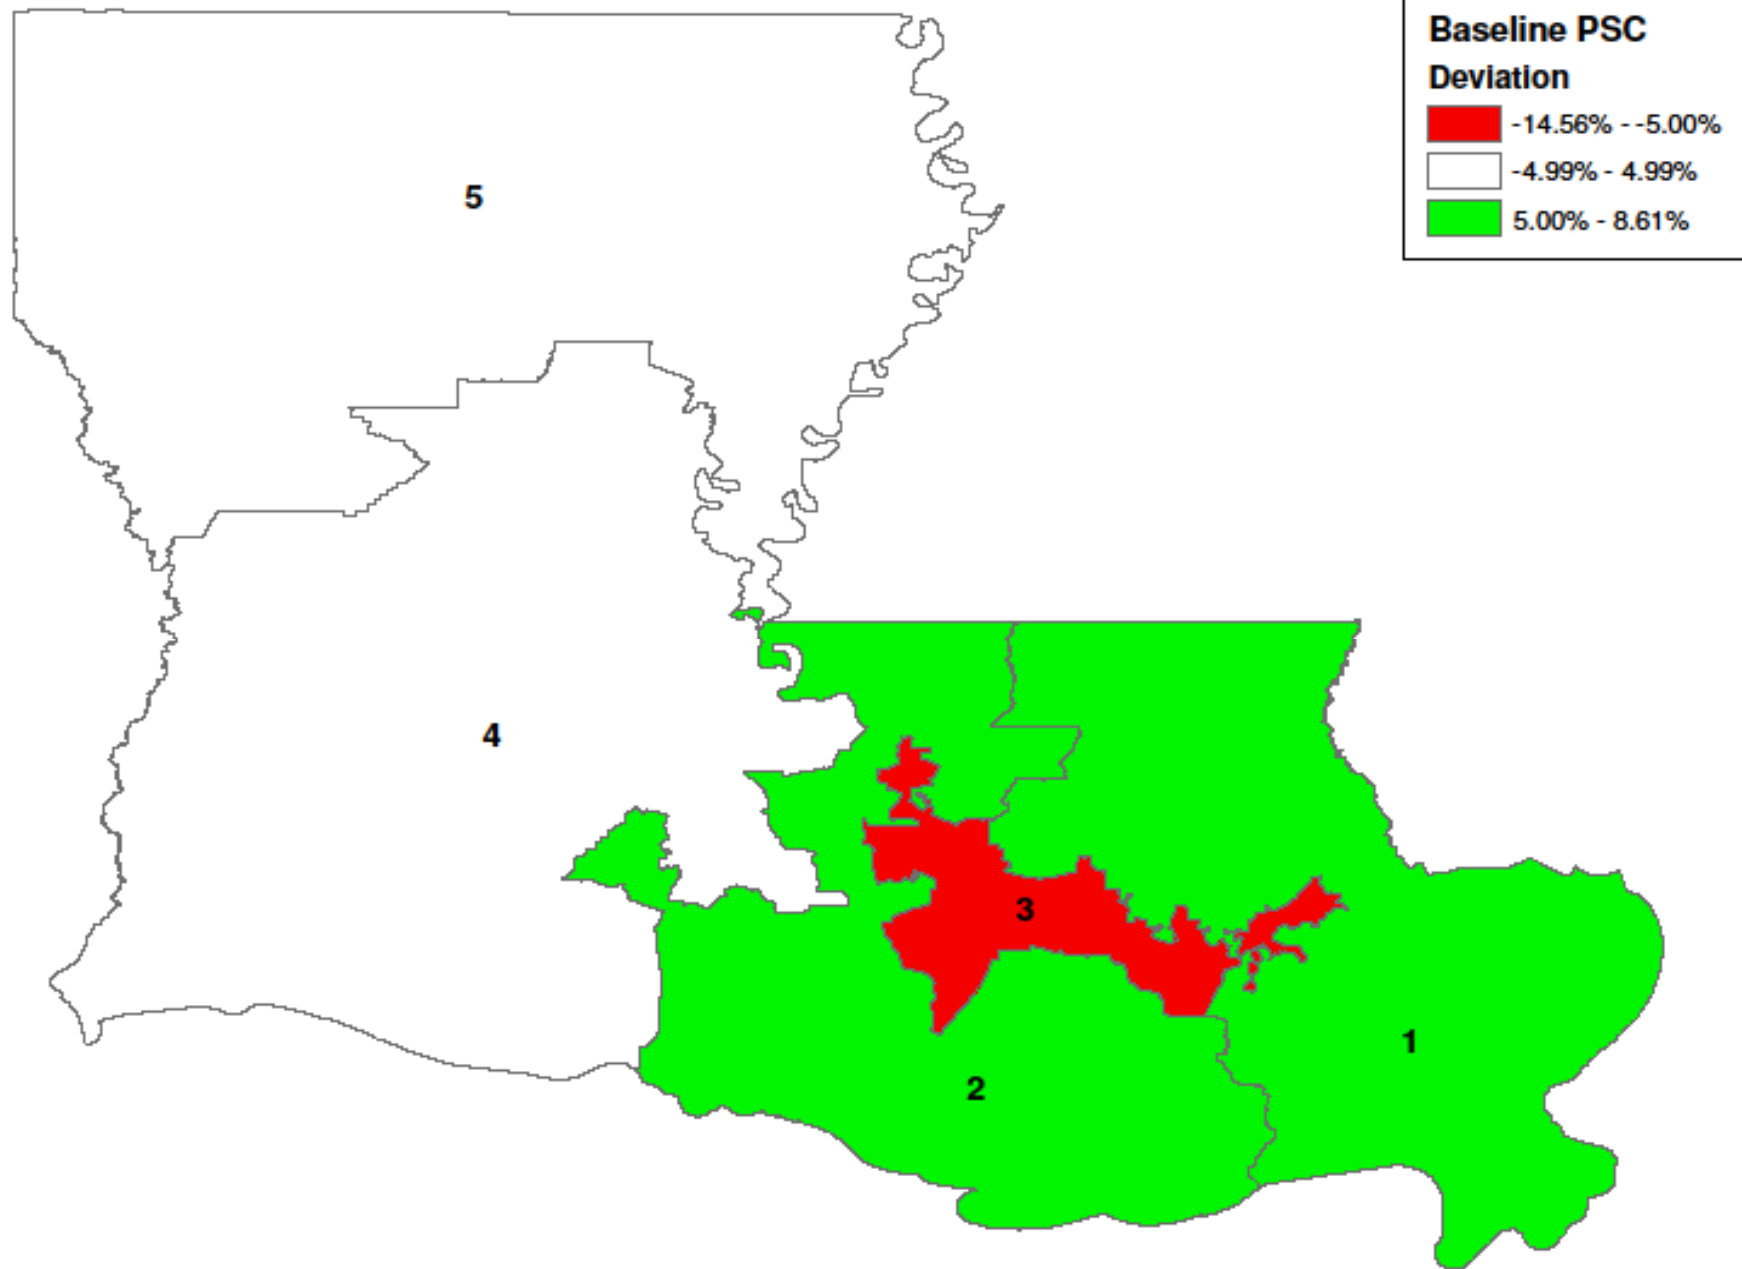 Baseline PSC
Deviation
-14.56% - -5.00%
-4.99% - 4.99%
5.00% - 8.61%
5
4
3
1
2